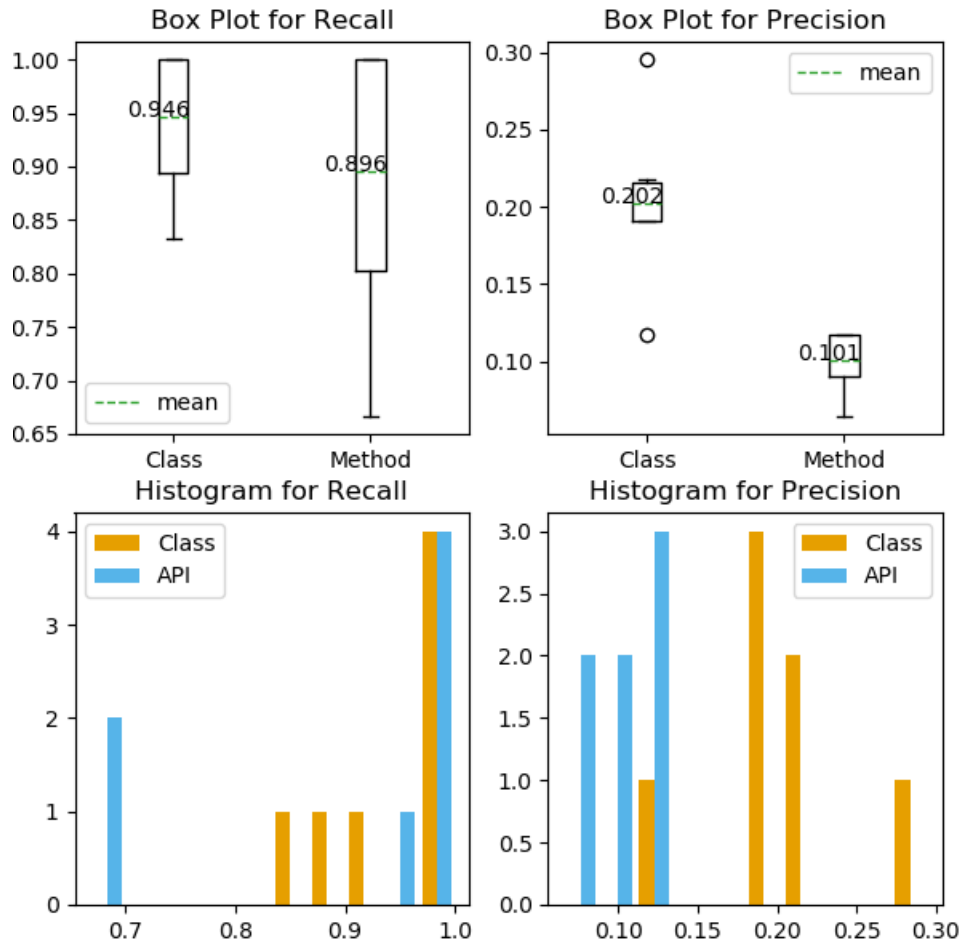 Box Plot for Recall
1.00
0.95
0.90
0.85
0.80
0.75
0.70
0.65
0.946
0.896
mean
Class
Method
Box Plot for Precision
0.30
0.25
0.20
0.15
0.10
mean
0.202
0.101
Class
Method
Histogram for Recall
4
3
2
1
0
Class
API
0.7
0.8
0.9
1.0
Histogram for Precision
3.0
2.5
2.0
1.5
1.0
0.5
0.0
Class
API
0.10
0.15
0.20
0.25
0.30